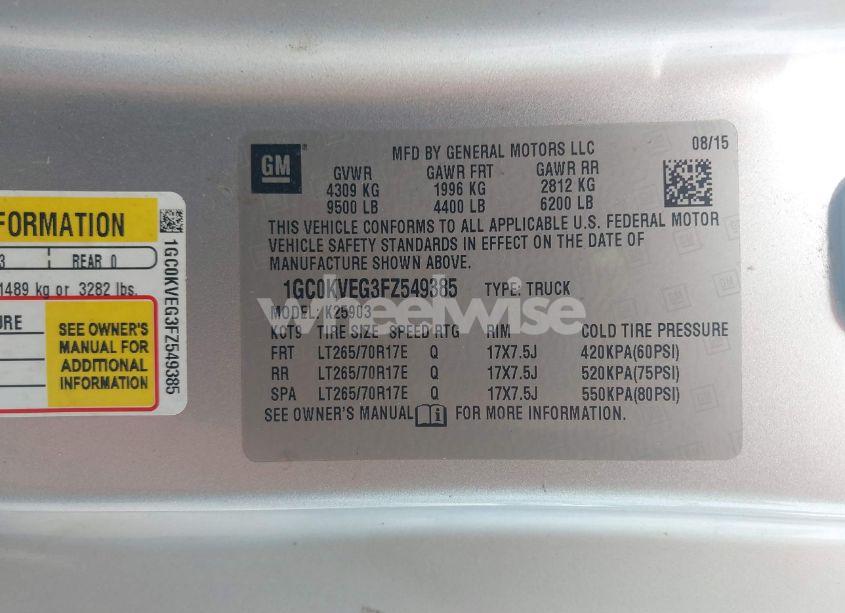 FORMATION
3 REAR 0
1489 kg or 3282 lbs.
URE
SEE OWNER'S
MANUAL FOR
ADDITIONAL
INFORMATION
1GC0KVEG3FZ549385
GM
MFD BY GENERAL MOTORS LLC
08/15
GVWR GAWR FRT GAWR RR
4309 KG 1996 KG 2812 KG
9500 LB 4400 LB 6200 LB
THIS VEHICLE CONFORMS TO ALL APPLICABLE U.S. FEDERAL MOTOR
VEHICLE SAFETY STANDARDS IN EFFECT ON THE DATE OF
MANUFACTURE SHOWN ABOVE.
1GC0KVEG3FZ549385 TYPE: TRUCK
MODEL: K25903
KOT9 TIRE SIZE SPEED RTG RIM COLD TIRE PRESSURE
FRT LT265/70R17E Q 17X7.5J 420KPA(60PSI)
RR LT265/70R17E Q 17X7.5J 520KPA(75PSI)
SPA LT265/70R17E Q 17X7.5J 550KPA(80PSI)
SEE OWNER'S MANUAL FOR MORE INFORMATION.
wheelwise